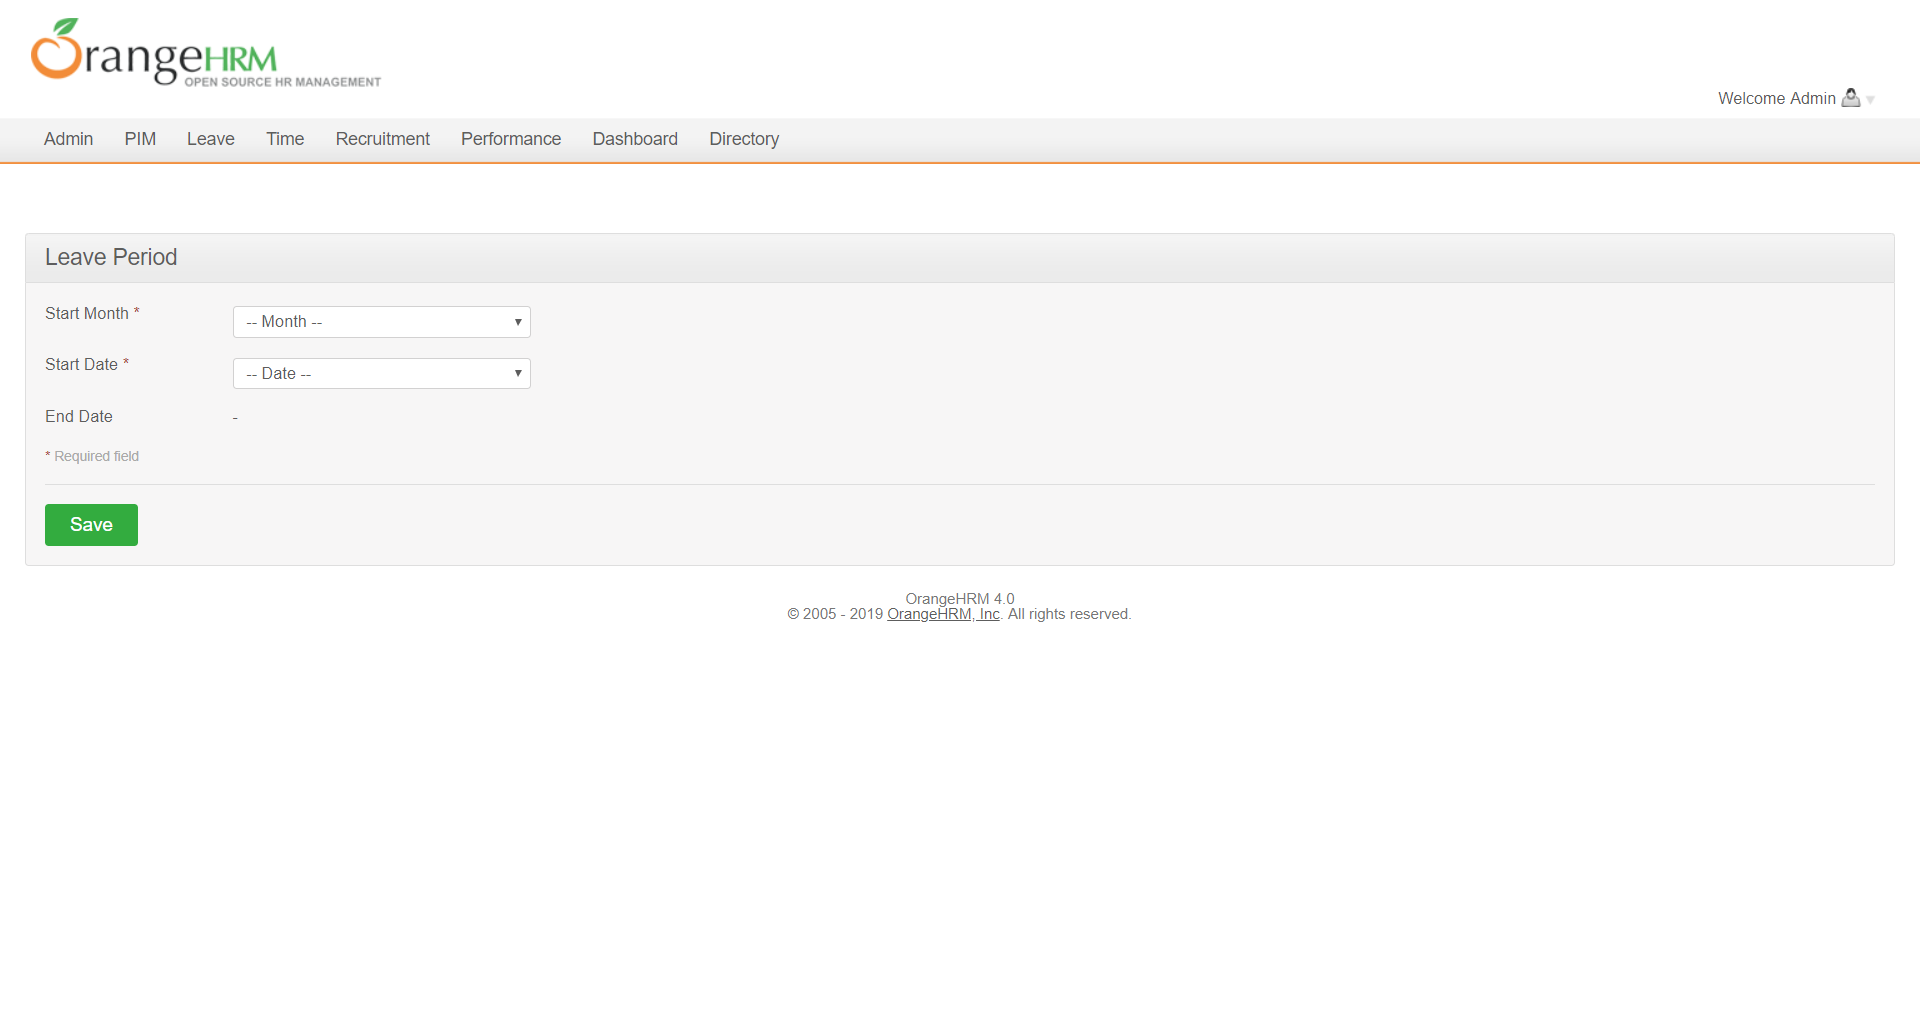 OrangeHRM
OPEN SOURCE HR MANAGEMENT
Welcome Admin
Admin PIM Leave Time Recruitment Performance Dashboard Directory
Leave Period
Start Month * -- Month --
Start Date * -- Date --
End Date -
* Required field
Save
OrangeHRM 4.0
© 2005 - 2019 OrangeHRM, Inc. All rights reserved.